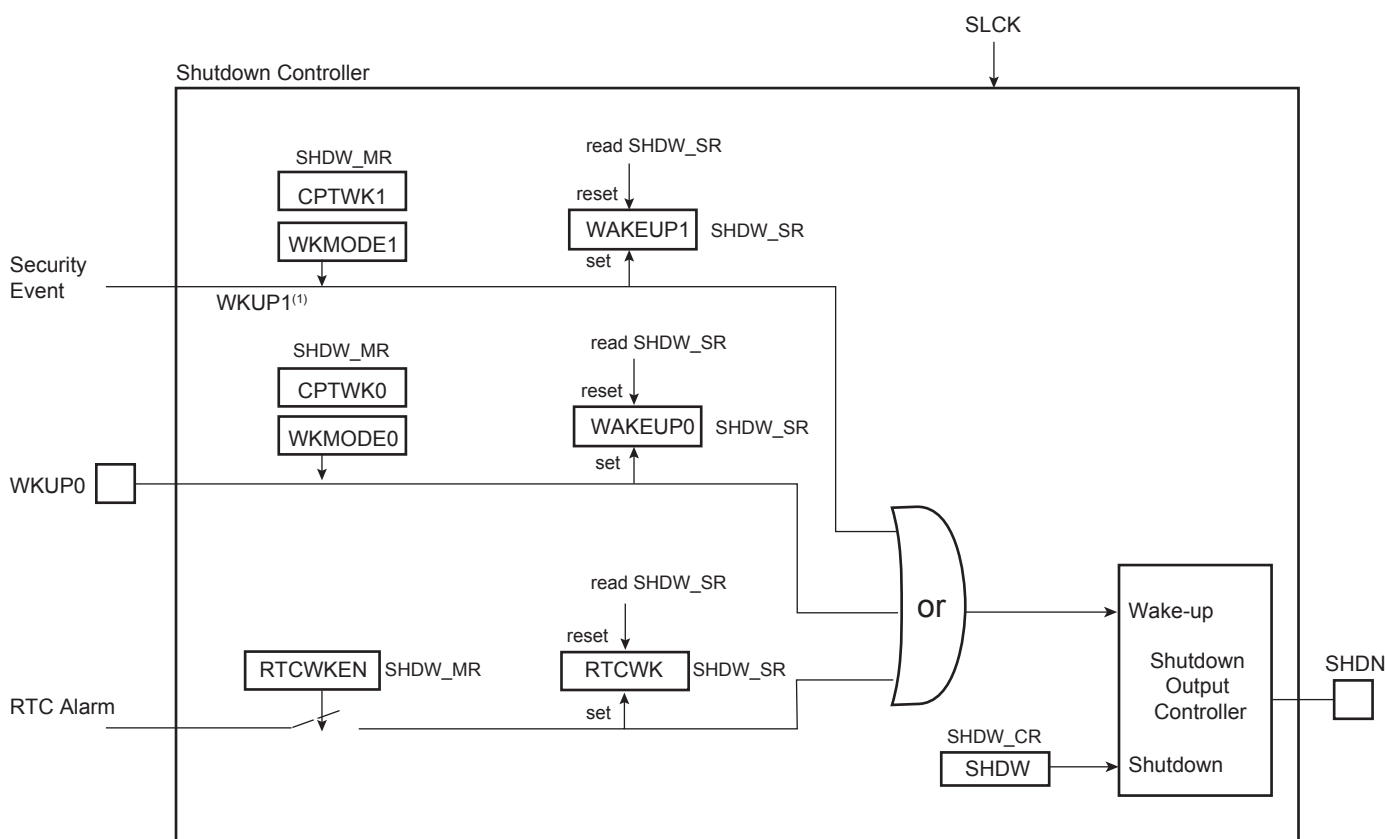 SLCK
Shutdown Controller
SHDW_MR
CPTWK1
WKMODE1
read SHDW_SR
reset
WAKEUP1
SHDW_SR
set
Security
Event
WKUP1(1)
SHDW_MR
CPTWK0
WKMODE0
read SHDW_SR
reset
WAKEUP0
SHDW_SR
set
WKUP0
read SHDW_SR
reset
RTCWKEN
SHDW_MR
RTCWK
SHDW_SR
set
RTC Alarm
or
Wake-up
Shutdown
Output
Controller
SHDN
SHDW_CR
SHDW
Shutdown